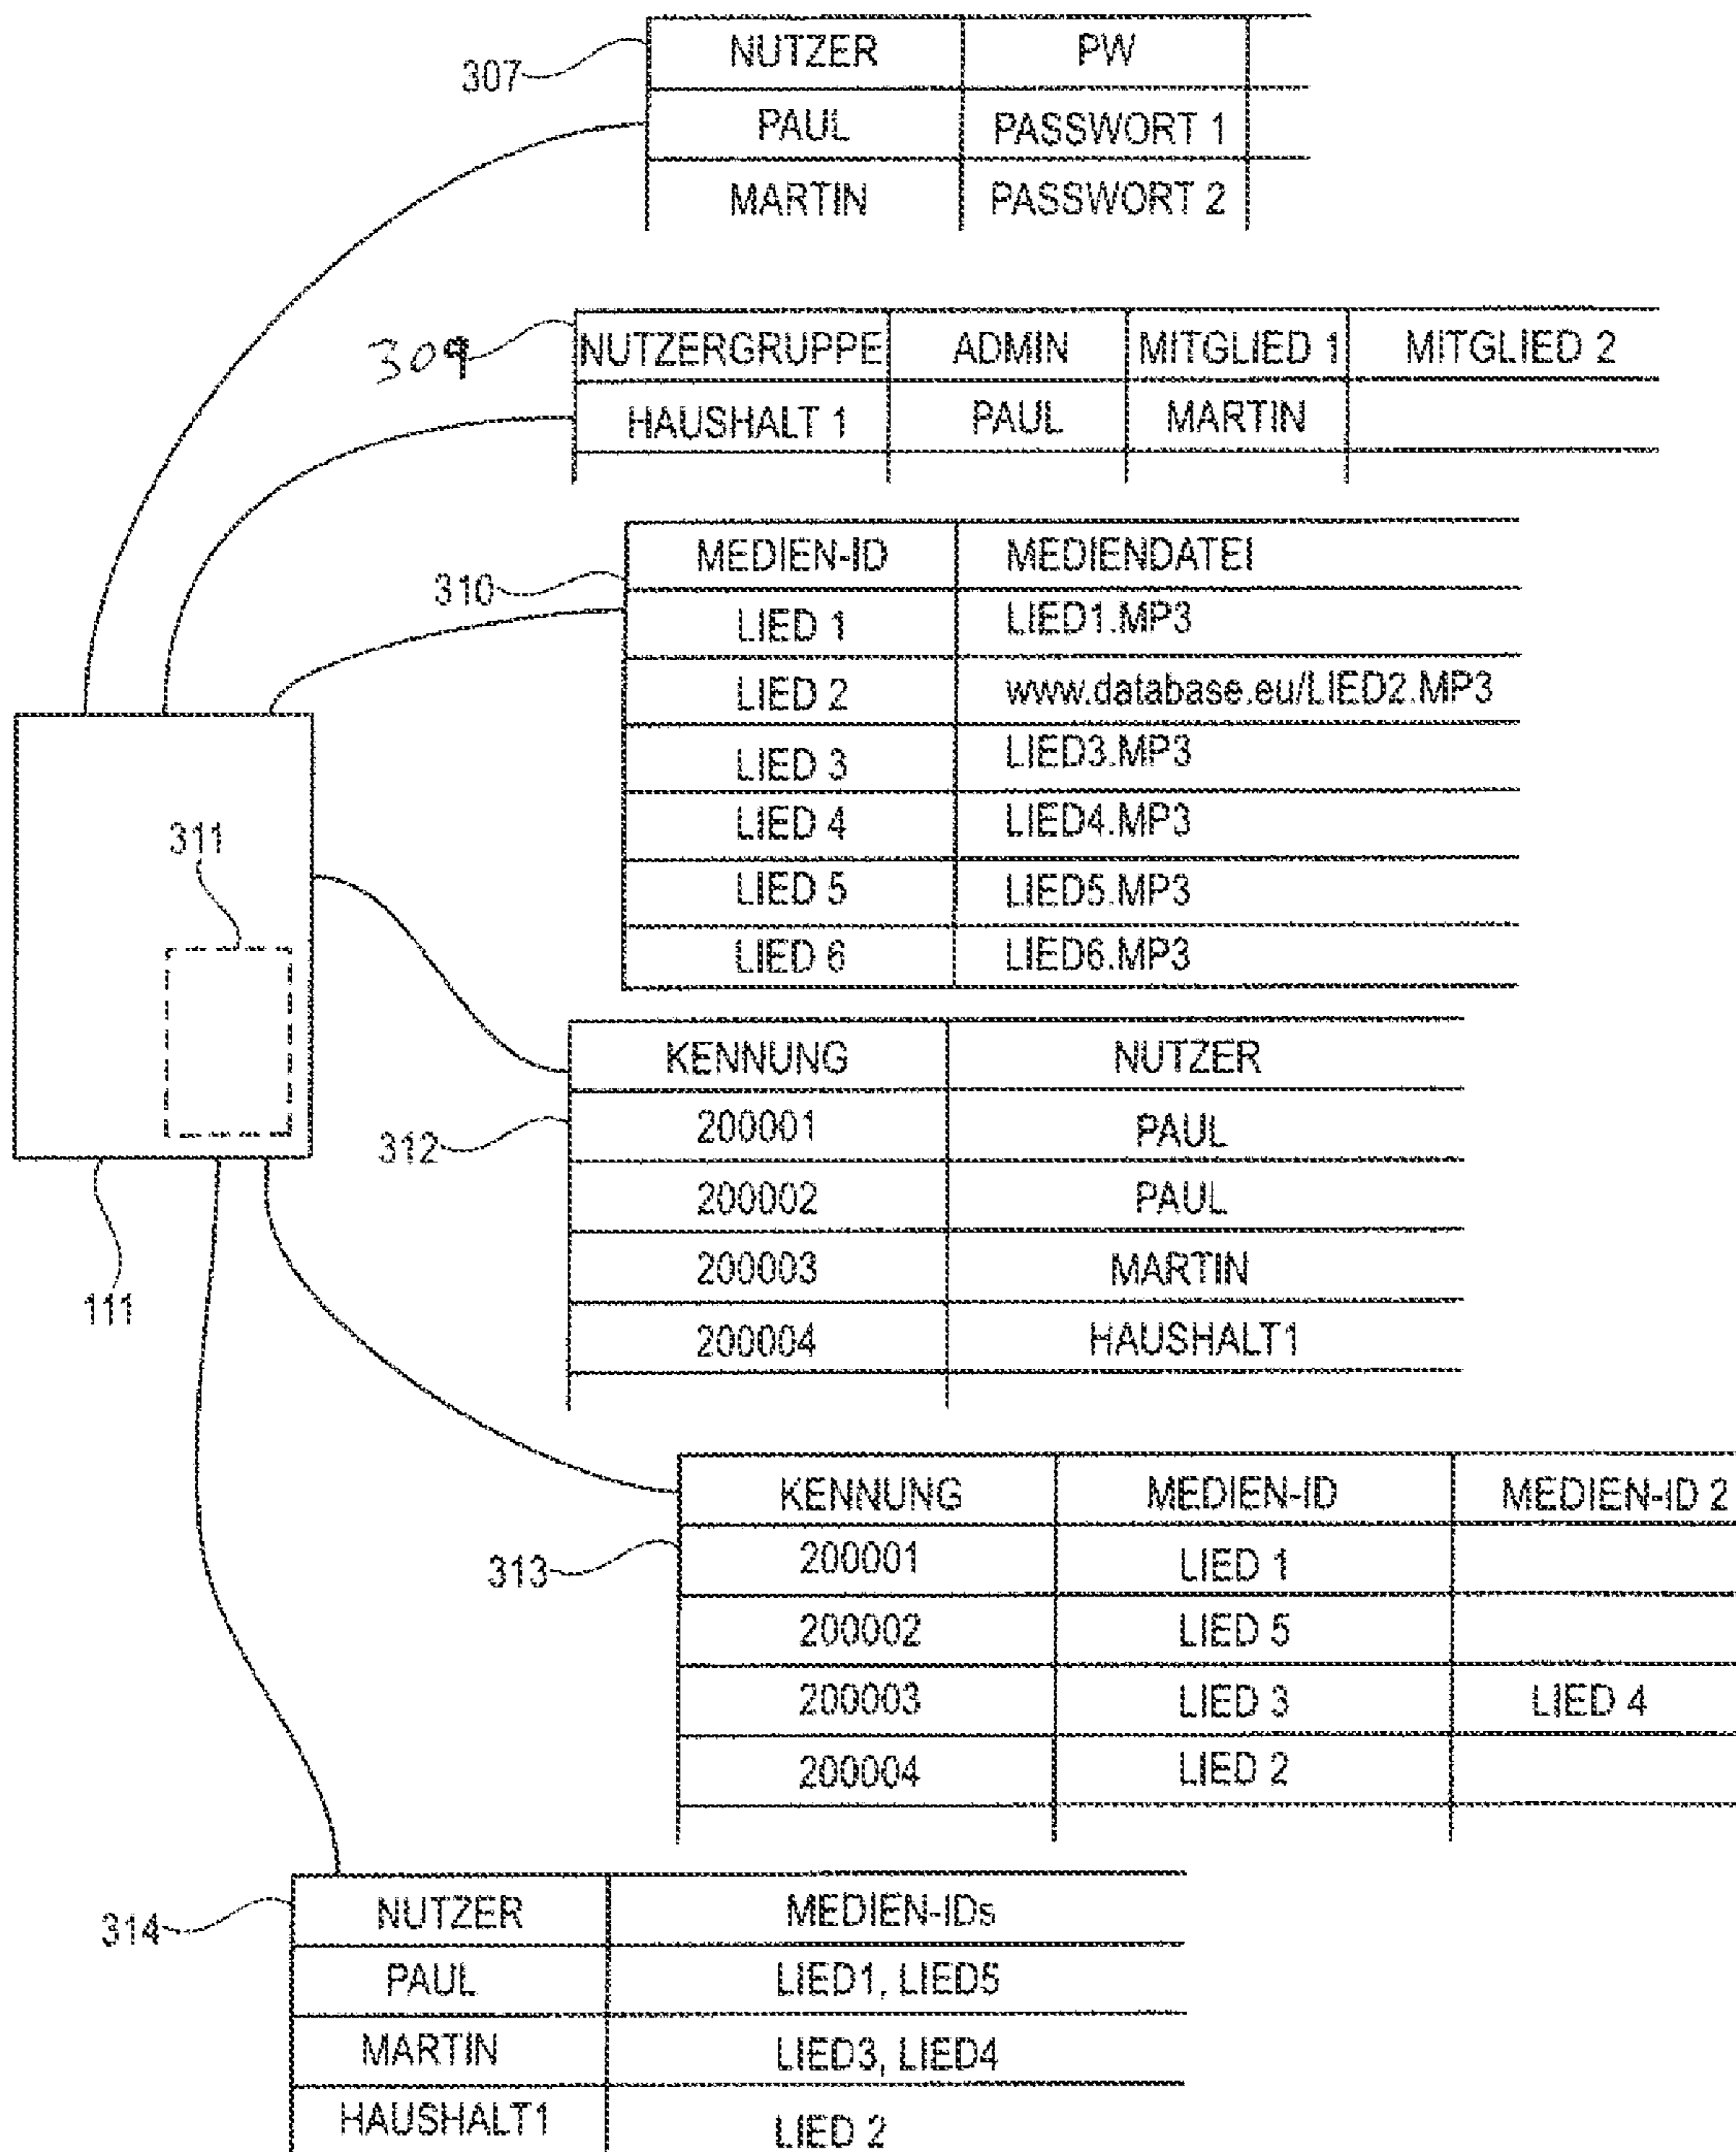 307
NUTZER PW
PAUL PASSWORT 1
MARTIN PASSWORT 2
309
NUTZERGRUPPE ADMIN MITGLIED 1 MITGLIED 2
HAUSHALT 1 PAUL MARTIN
310
MEDIEN-ID MEDIENDATEI
LIED 1 LIED1.MP3
LIED 2 www.database.eu/LIED2.MP3
LIED 3 LIED3.MP3
LIED 4 LIED4.MP3
LIED 5 LIED5.MP3
LIED 6 LIED6.MP3
311
111
312
KENNUNG NUTZER
200001 PAUL
200002 PAUL
200003 MARTIN
200004 HAUSHALT1
313
KENNUNG MEDIEN-ID MEDIEN-ID 2
200001 LIED 1
200002 LIED 5
200003 LIED 3 LIED 4
200004 LIED 2
314
NUTZER MEDIEN-IDs
PAUL LIED1, LIED5
MARTIN LIED3, LIED4
HAUSHALT1 LIED 2